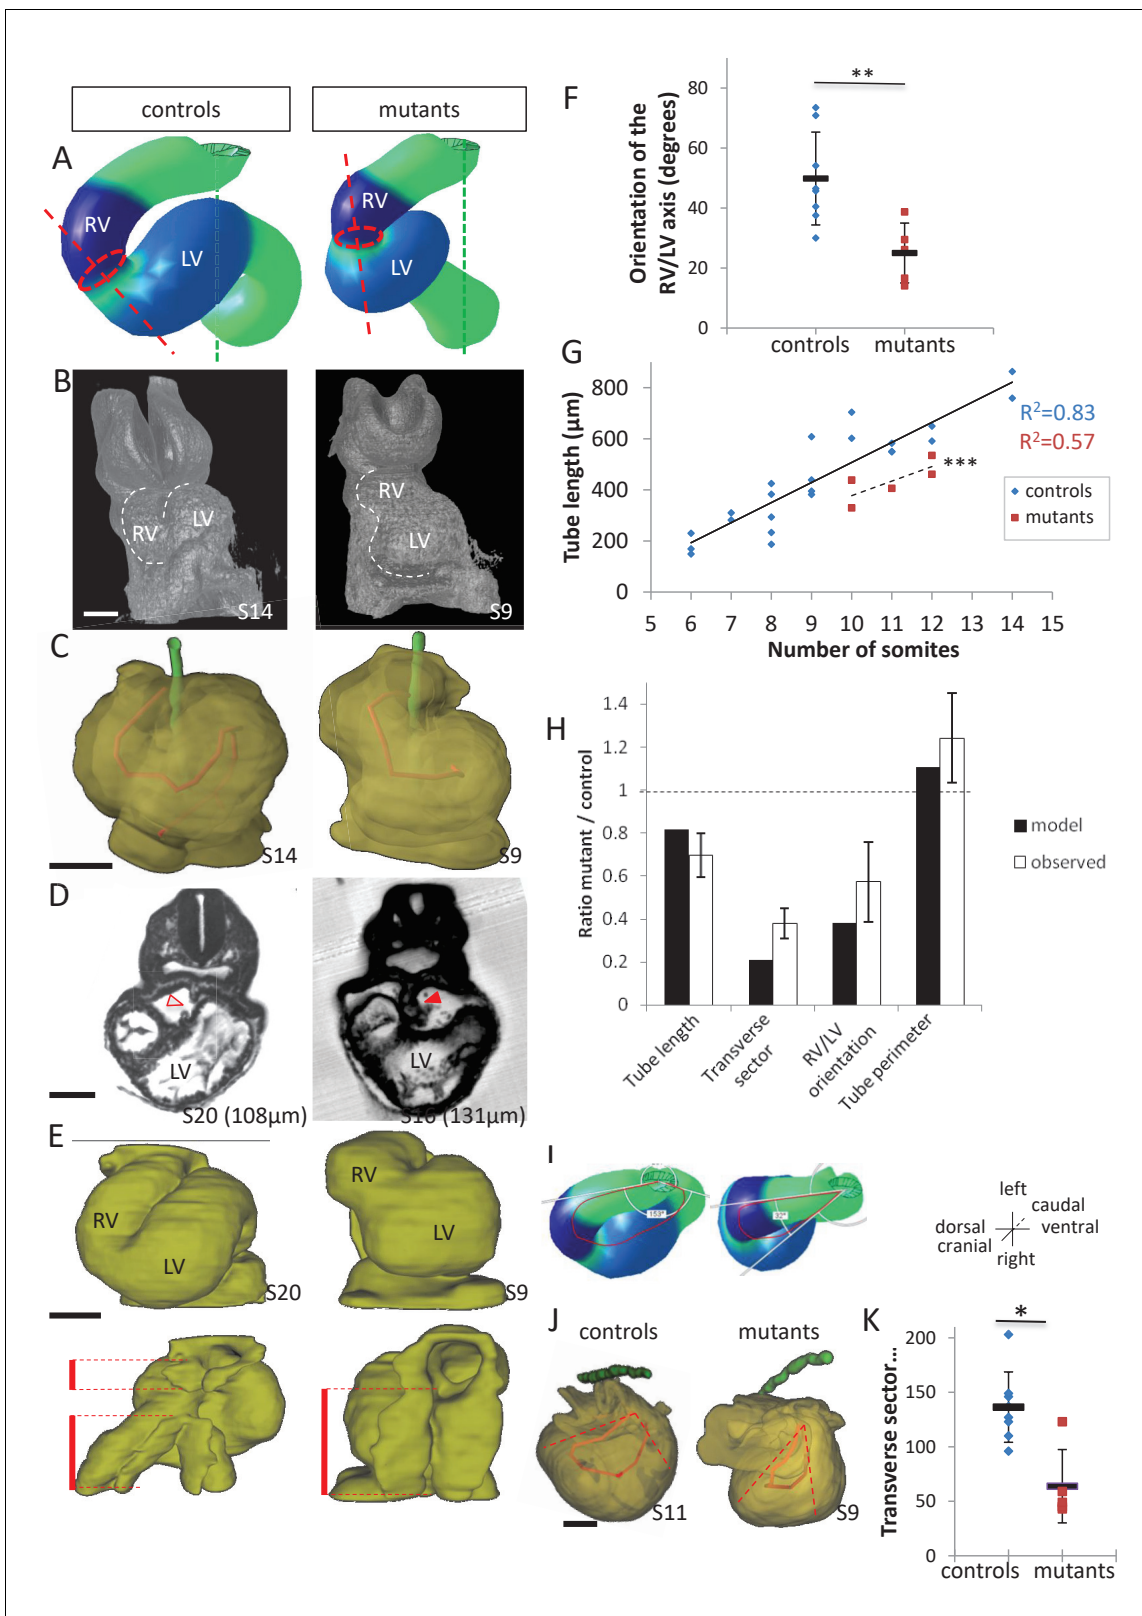 controls
mutants
A
RV
LV
RV
LV
B
RV
LV
S14
RV
LV
S9
C
S14
S9
D
LV
S20 (108µm)
LV
S16 (131µm)
E
RV
LV
S20
RV
LV
S9
F
Orientation of the
RV/LV axis (degrees)
80
60
40
20
0
**
controls
mutants
G
Tube length (µm)
800
600
400
200
0
5 6 7 8 9 10 11 12 13 14 15
Number of somites
R²=0.83
R²=0.57
***
controls
mutants
H
Ratio mutant / control
1.4
1.2
1
0.8
0.6
0.4
0.2
0
Tube length
Transverse
sector
RV/LV
orientation
Tube perimeter
model
observed
I
153°
32°
left
caudal
dorsal
ventral
cranial
right
J
controls
mutants
S11
S9
K
Transverse sector...
200
150
100
50
0
*
controls
mutants